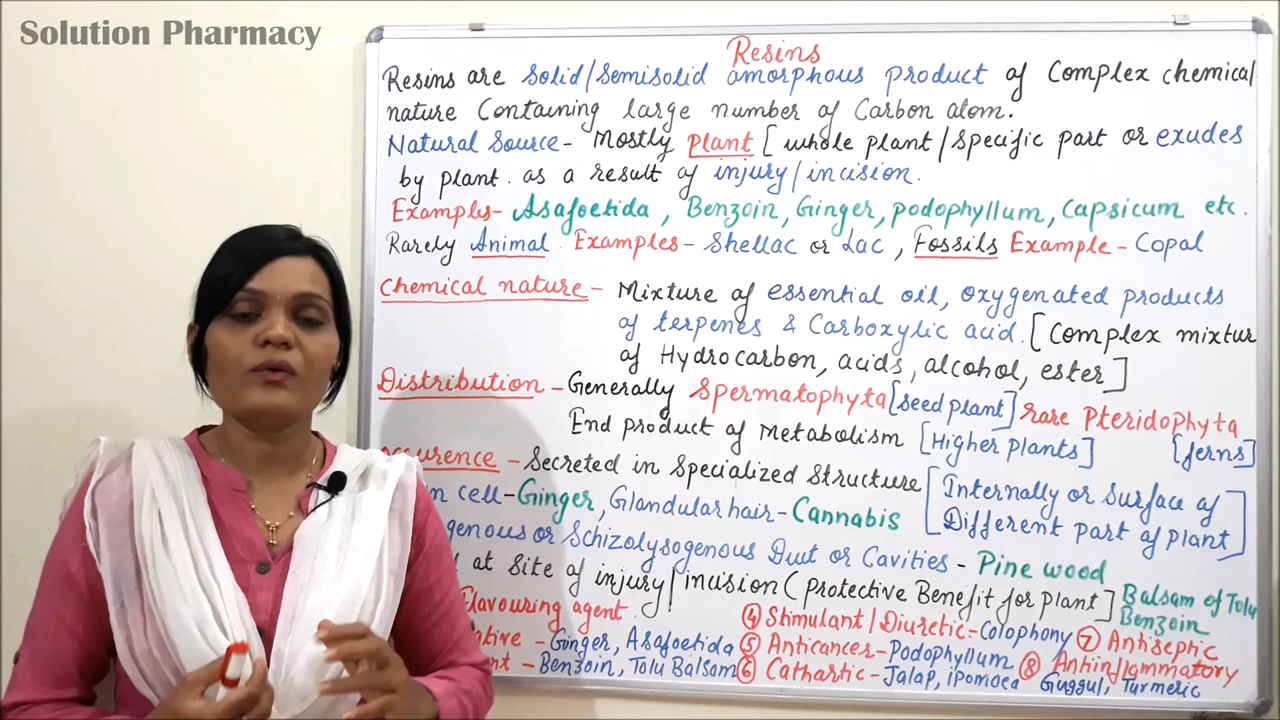 Solution Pharmacy
Resins
Resins are Solid/Semisolid amorphous product of Complex chemical
nature Containing large number of Carbon atom.
Natural Source - Mostly plant [whole plant/specific part or exudes
by plant. as a result of injury/incision.
Examples - Asafoetida, Benzoin, Ginger, podophyllum, Capsicum etc.
Rarely Animal Examples - Shellac or Lac, Fossils Example - Copal
Chemical nature - Mixture of essential oil, oxygenated products
of terpenes & Carboxylic acid. [Complex mixtur
of Hydrocarbon, acids, alcohol, ester]
Distribution - Generally Spermatophyta [seed plant] rare Pteridophyta
End product of Metabolism [Higher plants] [ferns]
ccurence - Secreted in Specialized Structure [Internally or Surface of
Different part of plant]
n cell - Ginger, Glandular hair - Cannabis
genous or Schizolysogenous Duct or Cavities - Pine wood
at Site of injury/incision (protective Benefit for plant] Balsam of Tolu
Benzoin
Flavouring agent. ④ Stimulant/Diuretic - Colophony ⑦ Antiseptic
tive - Ginger, Asafoetida ⑤ Anticancer - Podophyllum ⑧ Antiinflammatory
nt - Benzoin, Tolu Balsam ⑥ Cathartic - Jalap, ipomoea Guggul, Turmeric